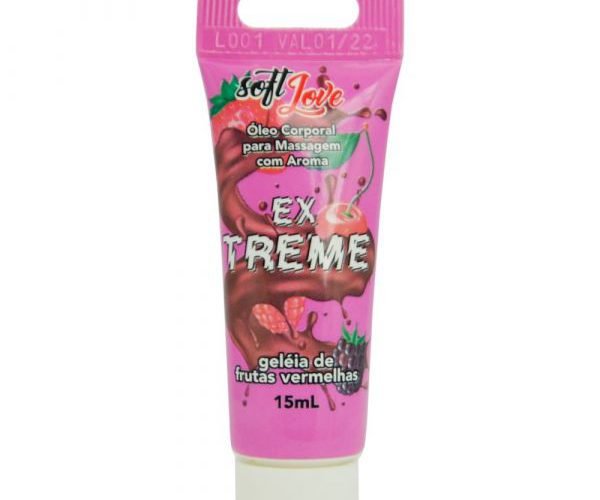 L001 VAL01/22
soft Love
Óleo Corporal
para Massagem
com Aroma
EX
TREME
geléia de
frutas vermelhas
15mL